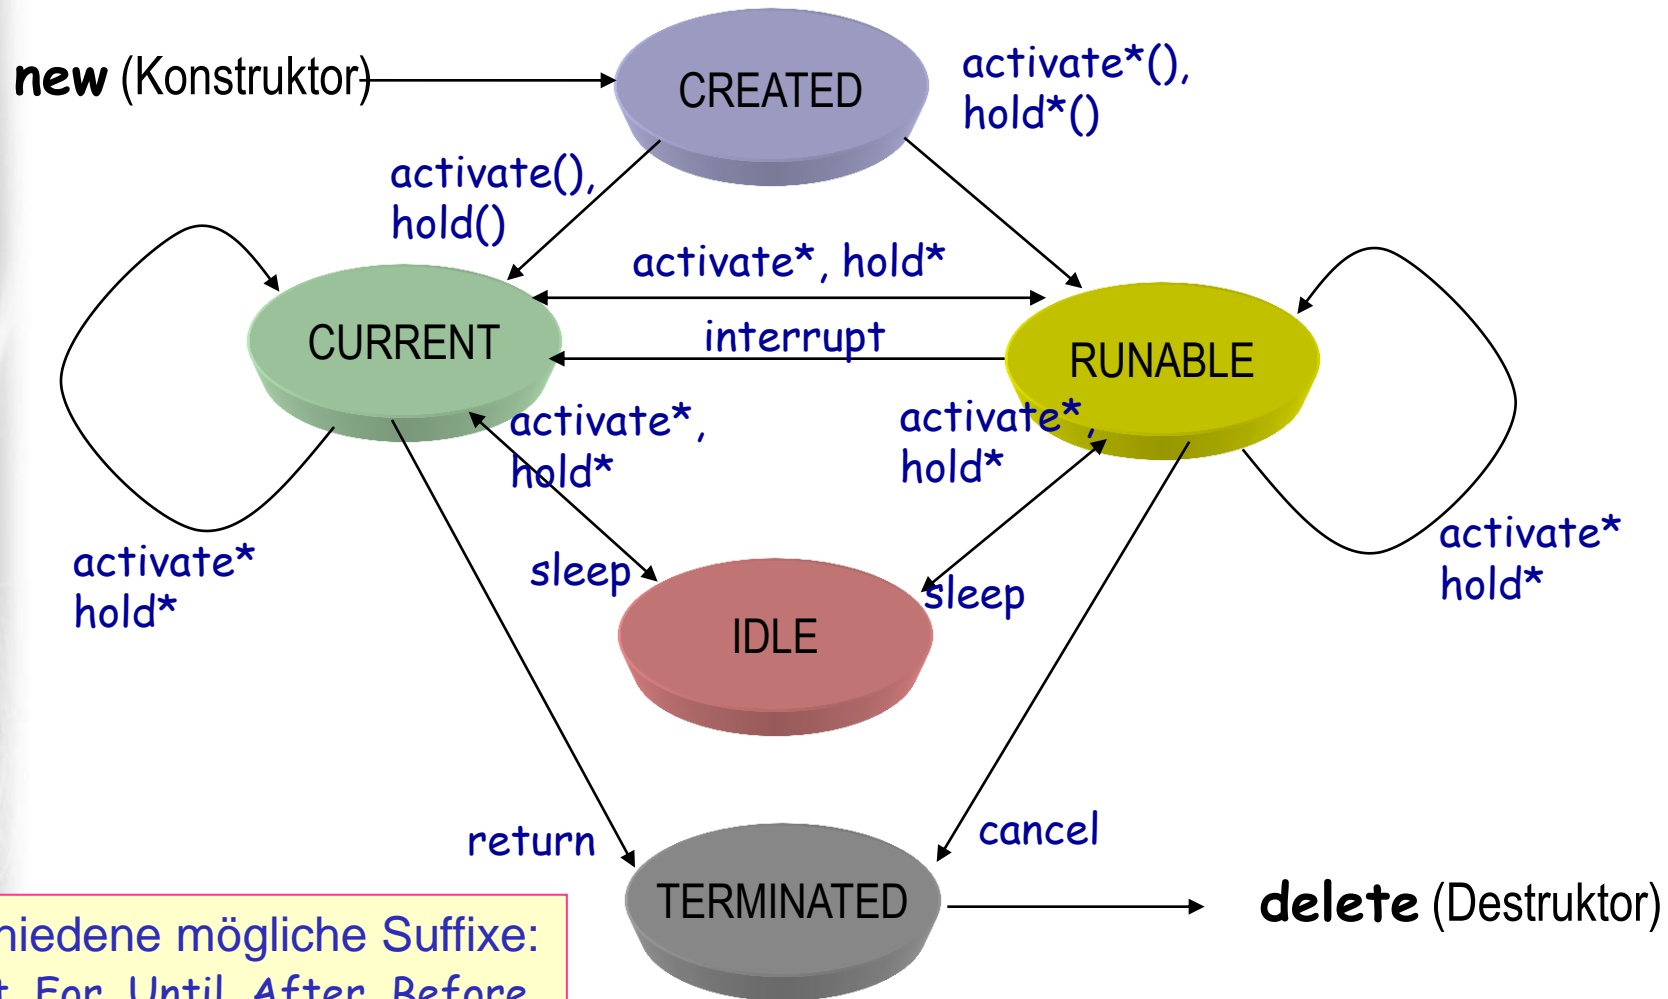 new (Konstruktor)
CREATED
activate*(),
hold*()
activate(),
hold()
activate*, hold*
CURRENT
interrupt
RUNABLE
activate*,
hold*
activate*,
hold*
activate*
hold*
sleep
sleep
activate*
hold*
IDLE
return
cancel
TERMINATED
delete (Destruktor)
mögliche Suffixe:
For Until After Before